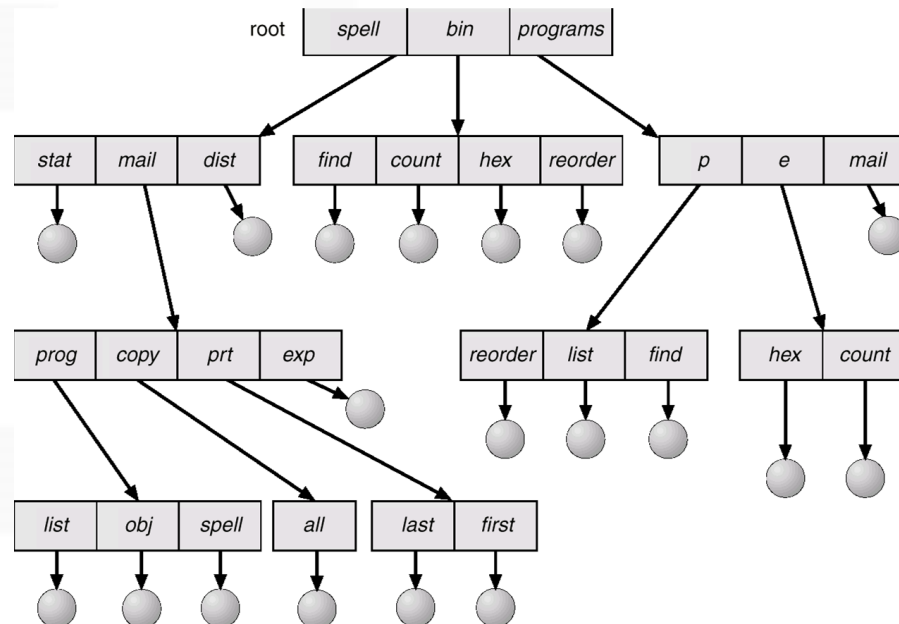 root spell bin programs
stat mail dist find count hex reorder p e mail
prog copy prt exp reorder list find hex count
list obj spell all last first